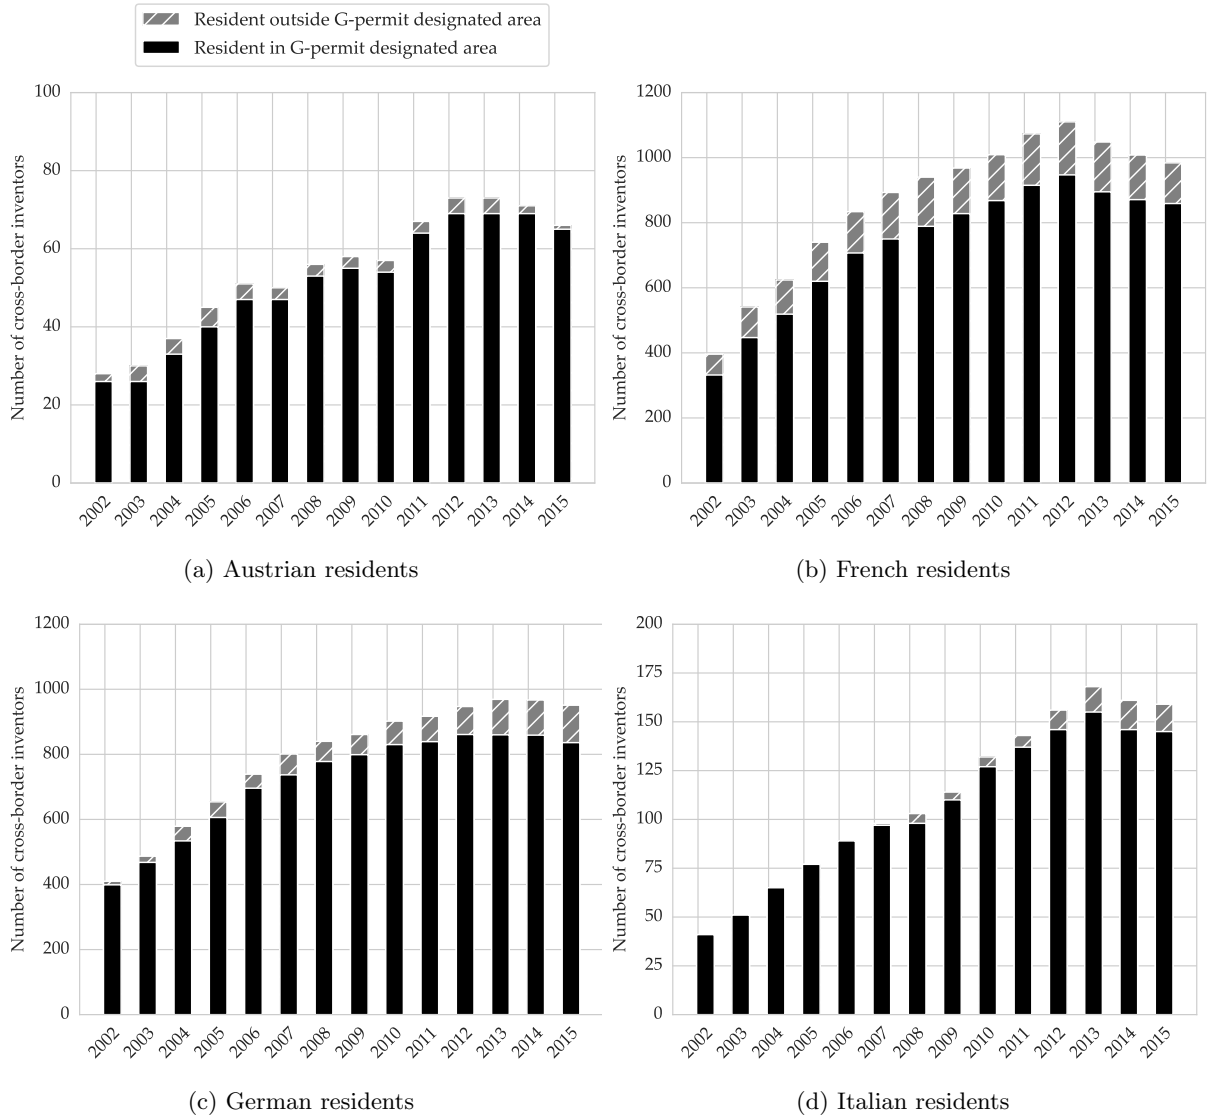 Resident outside G-permit designated area
Resident in G-permit designated area
Number of cross-border inventors
100
80
60
40
20
0
2002 2003 2004 2005 2006 2007 2008 2009 2010 2011 2012 2013 2014 2015
(a) Austrian residents
Number of cross-border inventors
1200
1000
800
600
400
200
0
2002 2003 2004 2005 2006 2007 2008 2009 2010 2011 2012 2013 2014 2015
(b) French residents
Number of cross-border inventors
1200
1000
800
600
400
200
0
2002 2003 2004 2005 2006 2007 2008 2009 2010 2011 2012 2013 2014 2015
(c) German residents
Number of cross-border inventors
200
175
150
125
100
75
50
25
0
2002 2003 2004 2005 2006 2007 2008 2009 2010 2011 2012 2013 2014 2015
(d) Italian residents